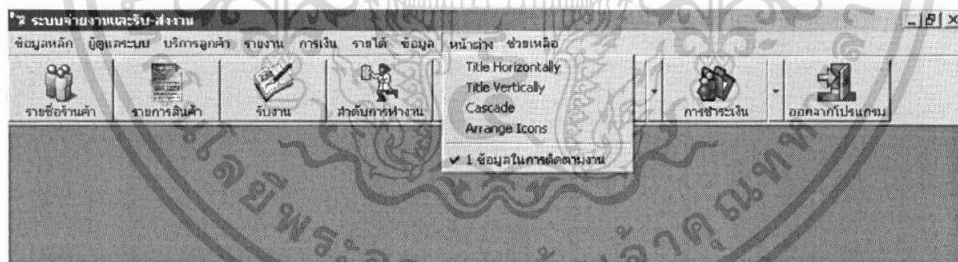 ระบบจ่ายงานและรับ-ส่งงาน
ข้อมูลหลัก ผู้ดูแลระบบ บริการลูกค้า รายงาน การเงิน รายได้ ข้อมูล หน้าต่าง ช่วยเหลือ
Title Horizontally
Title Vertically
Cascade
Arrange Icons
✓ 1 ข้อมูลในการติดตามงาน
รายชื่อร้านค้า รายการสินค้า รับงาน ลำดับการทำงาน การชำระเงิน ออกจากโปรแกรม